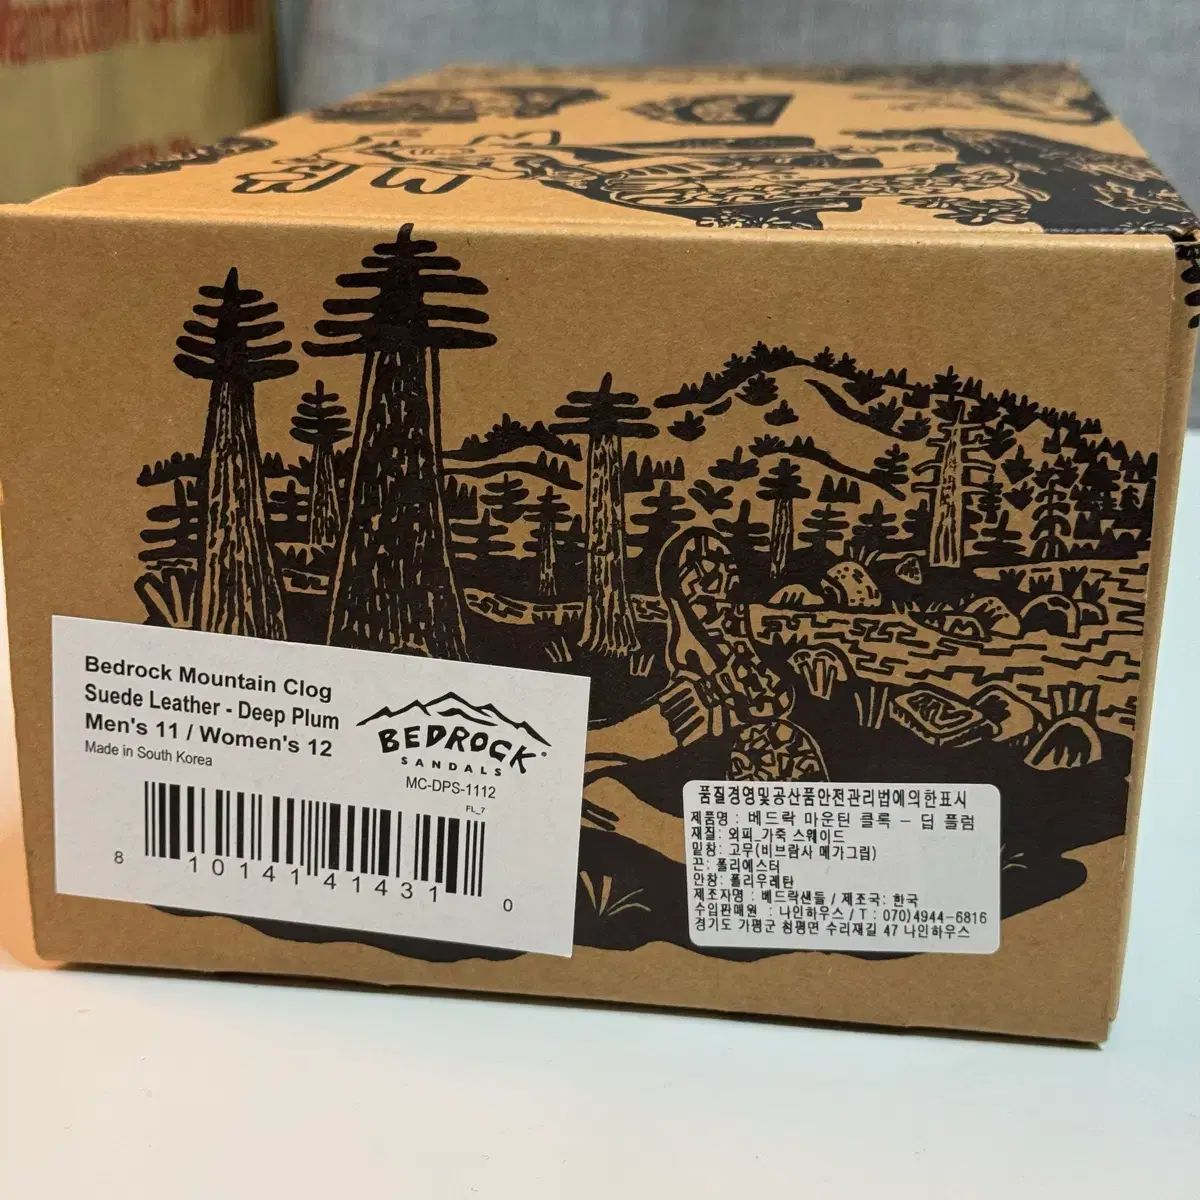 Bedrock Mountain Clog
Suede Leather - Deep Plum
Men's 11 / Women's 12
Made in South Korea
BEDROCK
SANDALS
MC-DPS-1112
FL_7
8 10141 41431 0
품질경영및공산품안전관리법에의한표시
제품명 : 베드락 마운틴 클록 - 딥 플럼
재질: 외피_가죽 스웨이드
밑창: 고무(비브람사 메가그립)
끈: 폴리에스터
안창: 폴리우레탄
제조자명 : 베드락샌들 / 제조국: 한국
수입판매원 : 나인하우스 / T : 070)4944-6816
경기도 가평군 청평면 수리재길 47 나인하우스